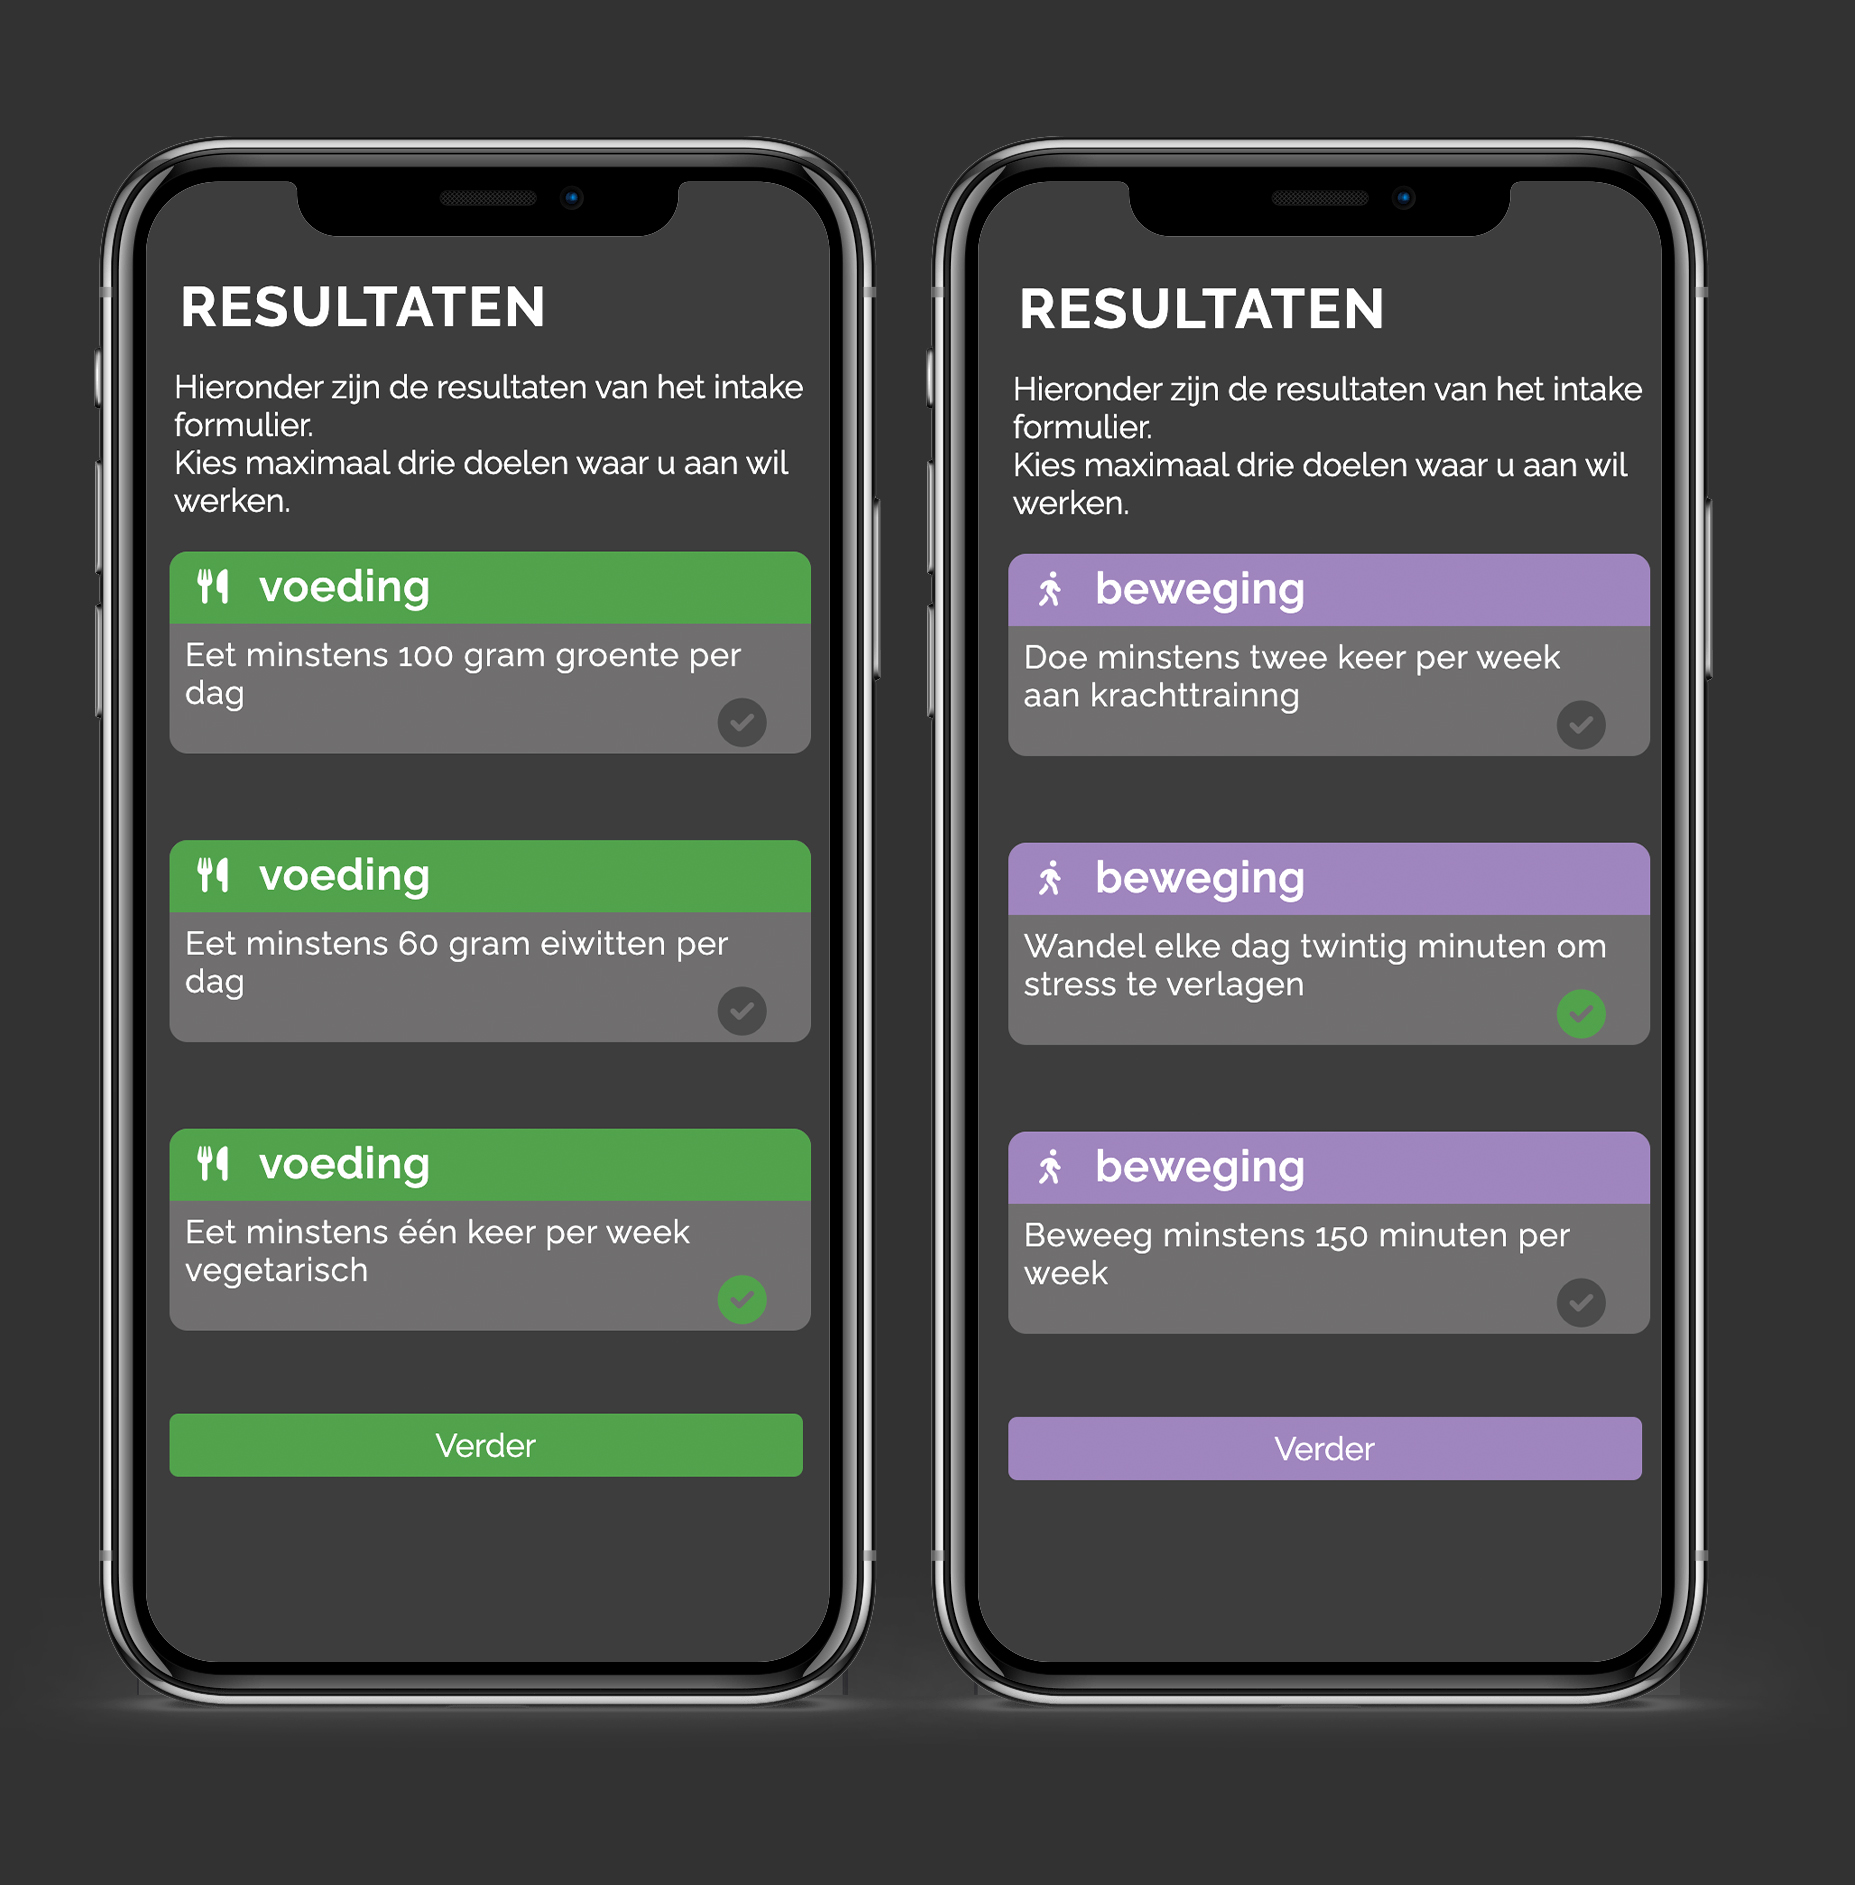 RESULTATEN
Hieronder zijn de resultaten van het intake
formulier.
Kies maximaal drie doelen waar u aan wil
werken.
voeding
Eet minstens 100 gram groente per
dag
voeding
Eet minstens 60 gram eiwitten per
dag
voeding
Eet minstens één keer per week
vegetarisch
Verder
RESULTATEN
Hieronder zijn de resultaten van het intake
formulier.
Kies maximaal drie doelen waar u aan wil
werken.
beweging
Doe minstens twee keer per week
aan krachttrainng
beweging
Wandel elke dag twintig minuten om
stress te verlagen
beweging
Beweeg minstens 150 minuten per
week
Verder